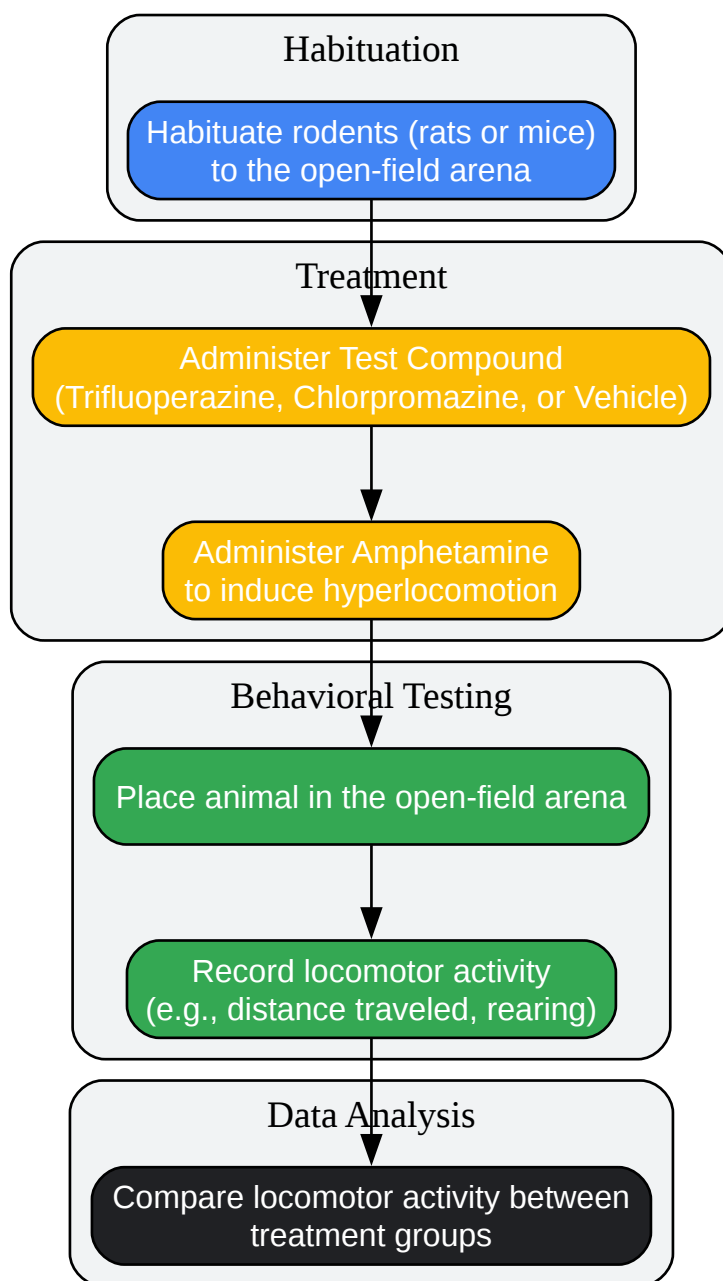 Habituation
Habituate rodents (rats or mice)
to the open-field arena
Treatment
Administer Test Compound
(Trifluoperazine, Chlorpromazine, or Vehicle)
Administer Amphetamine
to induce hyperlocomotion
Behavioral Testing
Place animal in the open-field arena
Record locomotor activity
(e.g., distance traveled, rearing)
Data Analysis
Compare locomotor activity between
treatment groups